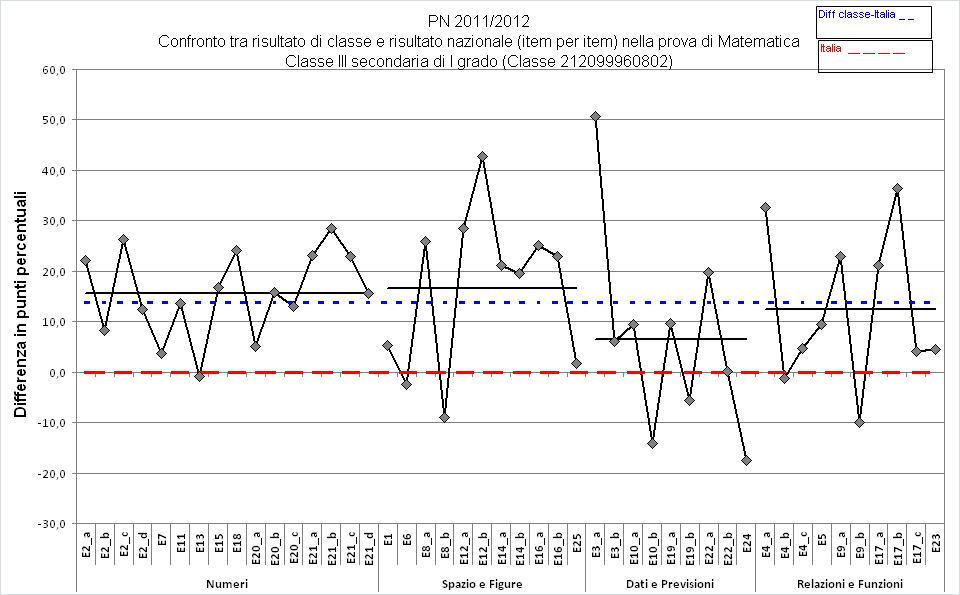 PN 2011/2012
Confronto tra risultato di classe e risultato nazionale (item per item) nella prova di Matematica
Classe III secondaria di I grado (Classe 212099960802)
Diff classe-Italia _ _
Italia __ __ __ __
Differenza in punti percentuali
60,0
50,0
40,0
30,0
20,0
10,0
0,0
-10,0
-20,0
-30,0
E2_a E2_b E2_c E2_d E7 E11 E13 E15 E18 E20_a E20_b E20_c E21_a E21_b E21_c E21_d E1 E6 E8_a E8_b E12_a E12_b E14_a E14_b E16_a E16_b E25 E3_a E3_b E10_a E10_b E19_a E19_b E22_a E22_b E24 E4_a E4_b E4_c E5 E9_a E9_b E17_a E17_b E17_c E23
Numeri Spazio e Figure Dati e Previsioni Relazioni e Funzioni